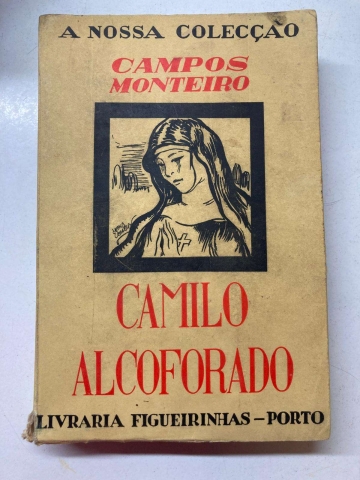 A NOSSA COLECÇÃO
CAMPOS
MONTEIRO
CAMILO
ALCOFORADO
LIVRARIA FIGUEIRINHAS – PORTO